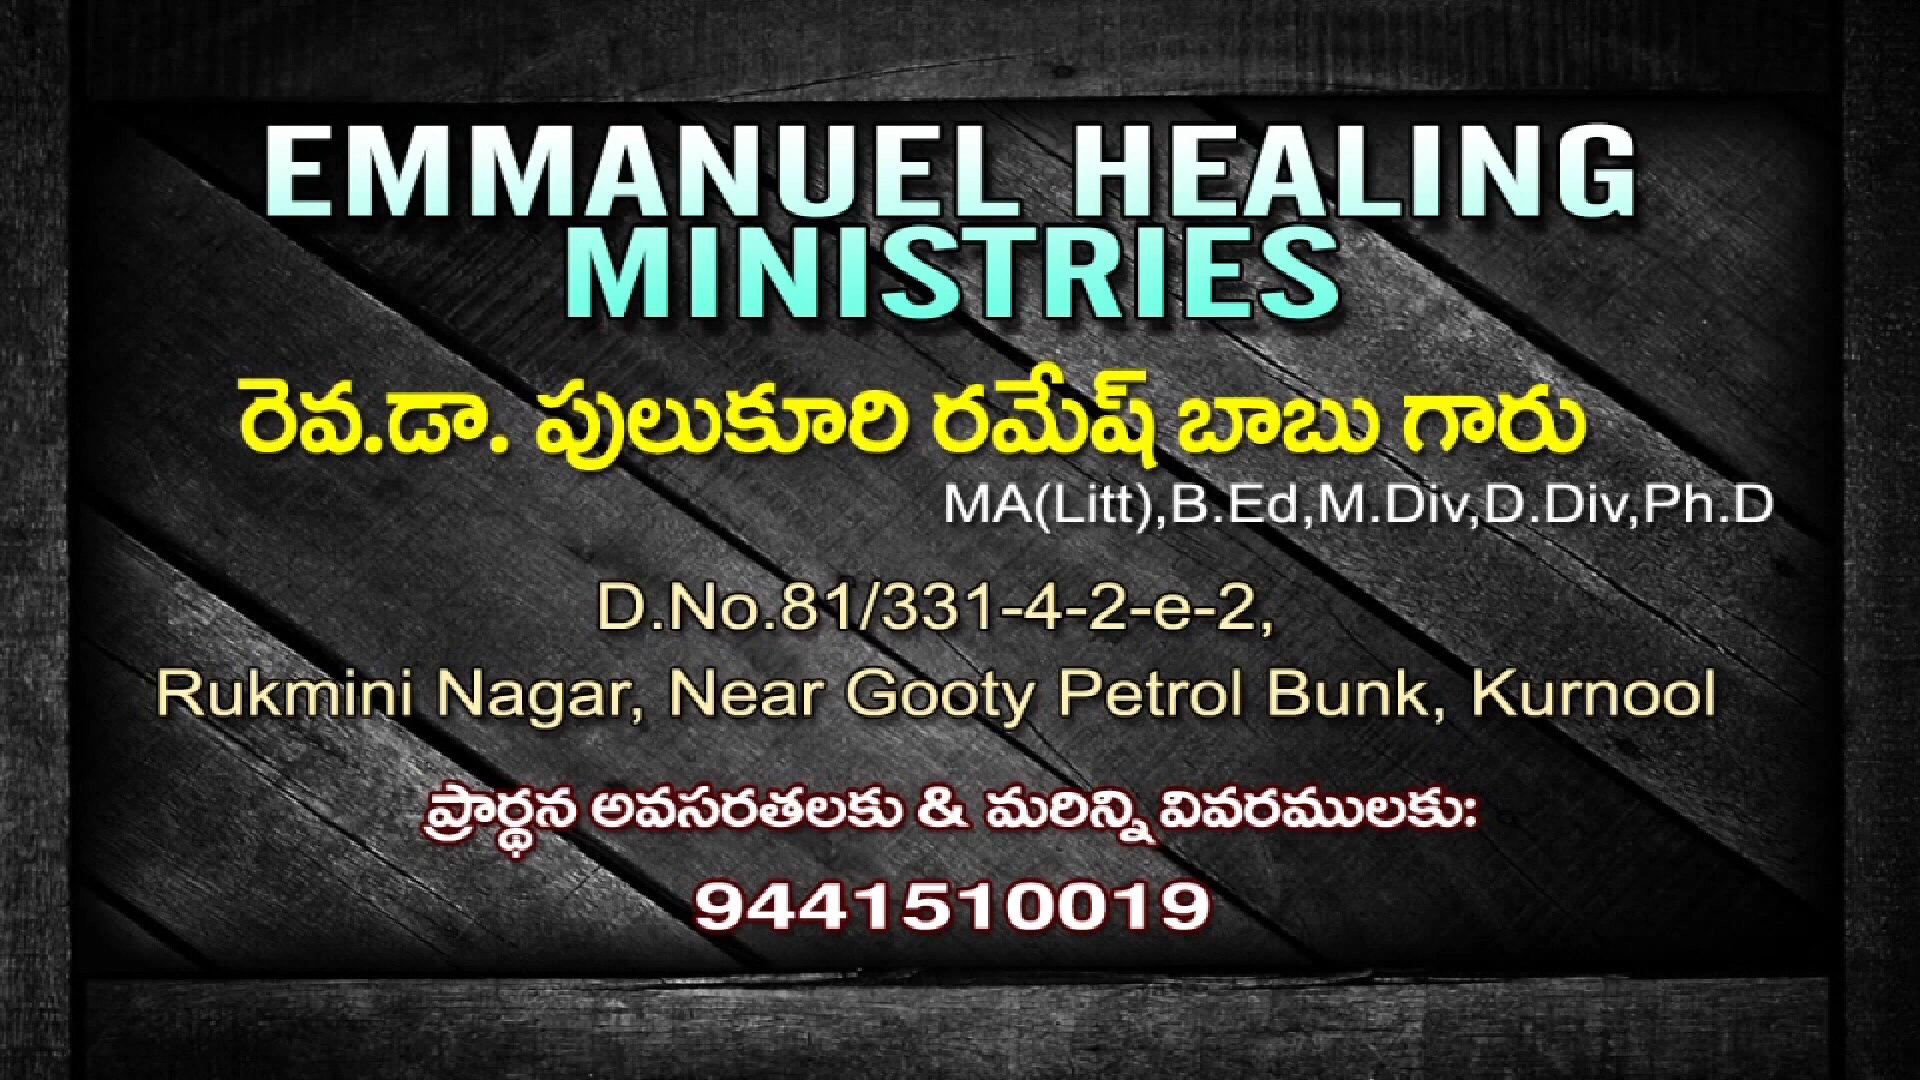 EMMANUEL HEALING
MINISTRIES
రెవ.డా. పులుకూరి రమేష్ బాబు గారు
MA(Litt),B.Ed,M.Div,D.Div,Ph.D
D.No.81/331-4-2-e-2,
Rukmini Nagar, Near Gooty Petrol Bunk, Kurnool
ప్రార్థన అవసరతలకు & మరిన్ని వివరములకు:
9441510019